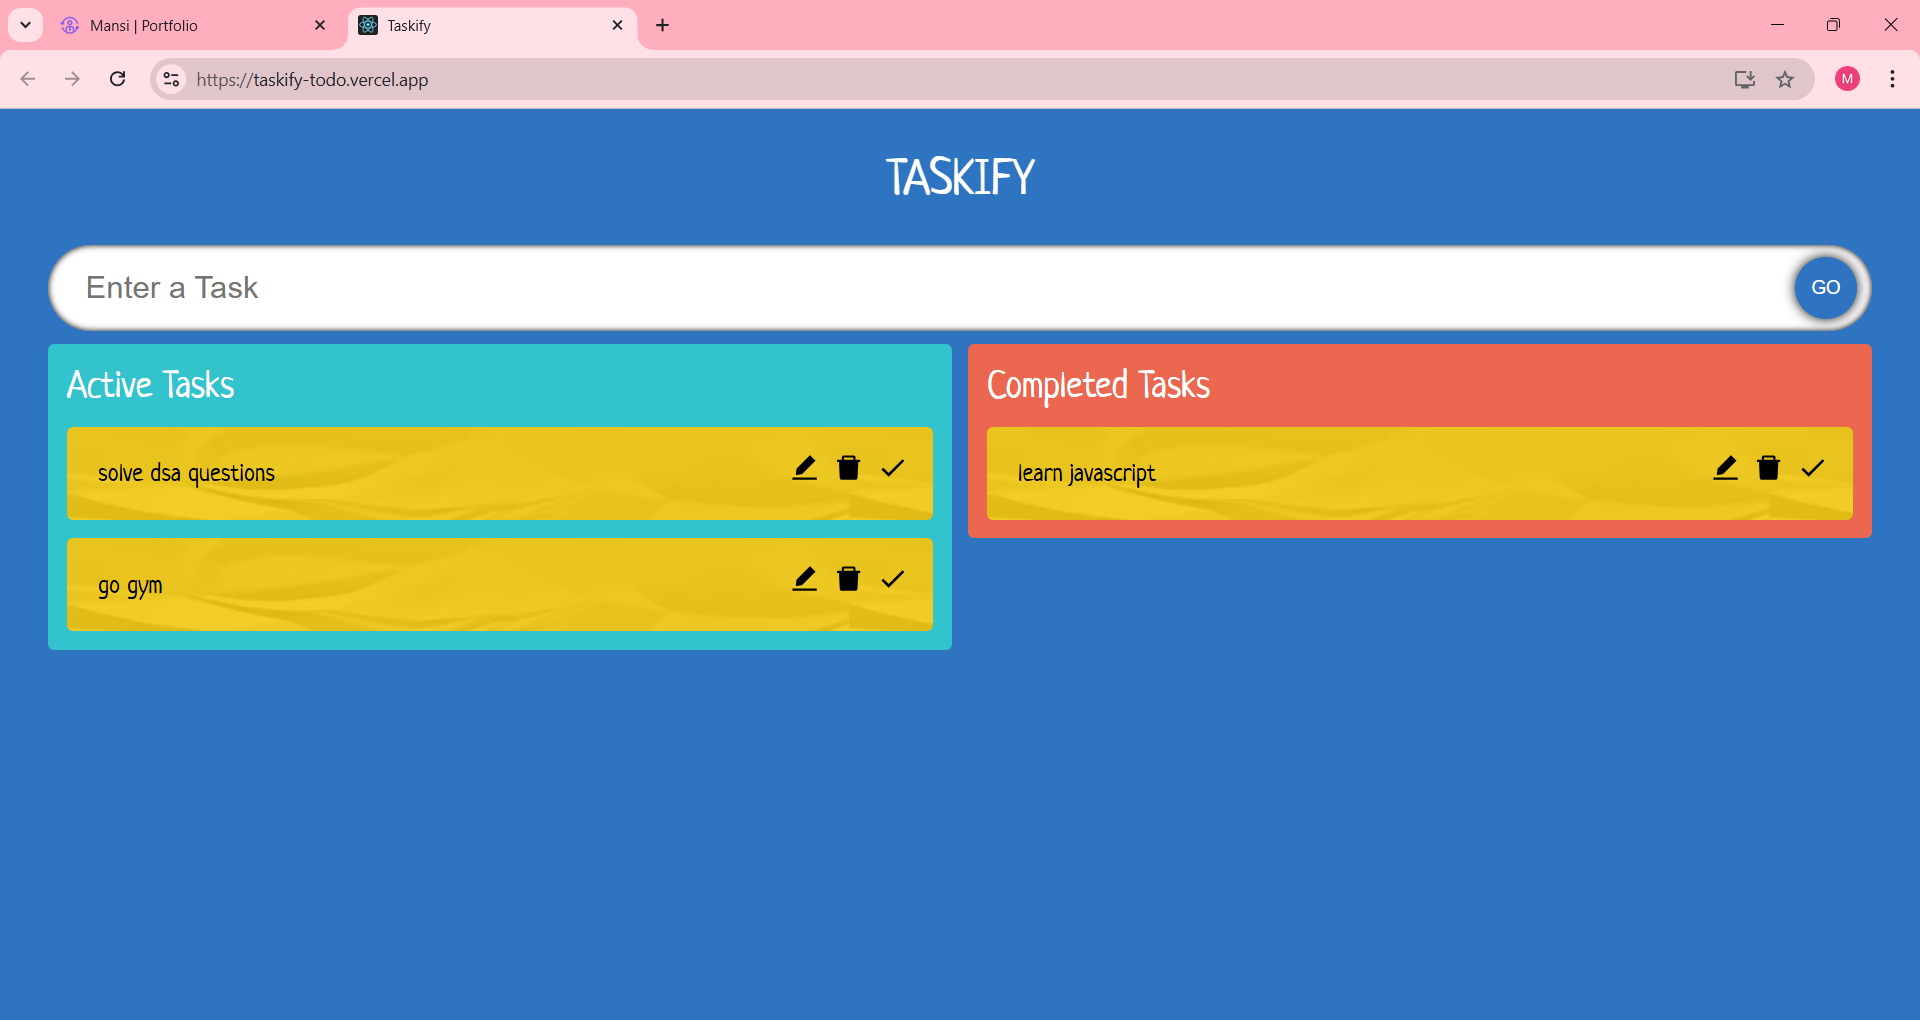 Mansi | Portfolio
Taskify
https://taskify-todo.vercel.app
M
TASKIFY
Enter a Task
GO
Active Tasks
solve dsa questions
go gym
Completed Tasks
learn javascript